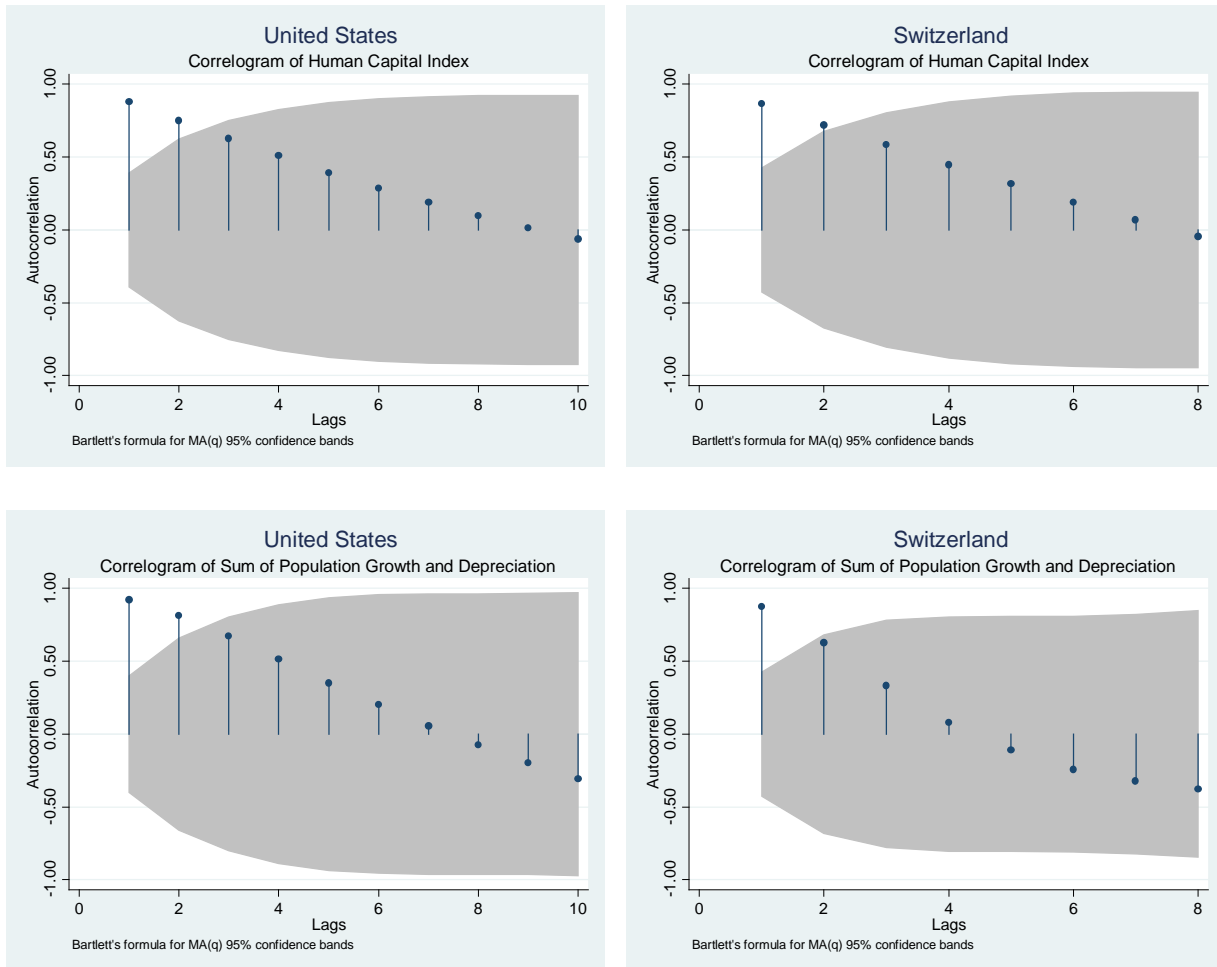 United States
Correlogram of Human Capital Index
Autocorrelation
1.00
0.50
0.00
-0.50
-1.00
0 2 4 6 8 10
Lags
Bartlett's formula for MA(q) 95% confidence bands
Switzerland
Correlogram of Human Capital Index
Autocorrelation
1.00
0.50
0.00
-0.50
-1.00
0 2 4 6 8
Lags
Bartlett's formula for MA(q) 95% confidence bands
United States
Correlogram of Sum of Population Growth and Depreciation
Autocorrelation
1.00
0.50
0.00
-0.50
-1.00
0 2 4 6 8 10
Lags
Bartlett's formula for MA(q) 95% confidence bands
Switzerland
Correlogram of Sum of Population Growth and Depreciation
Autocorrelation
1.00
0.50
0.00
-0.50
-1.00
0 2 4 6 8
Lags
Bartlett's formula for MA(q) 95% confidence bands